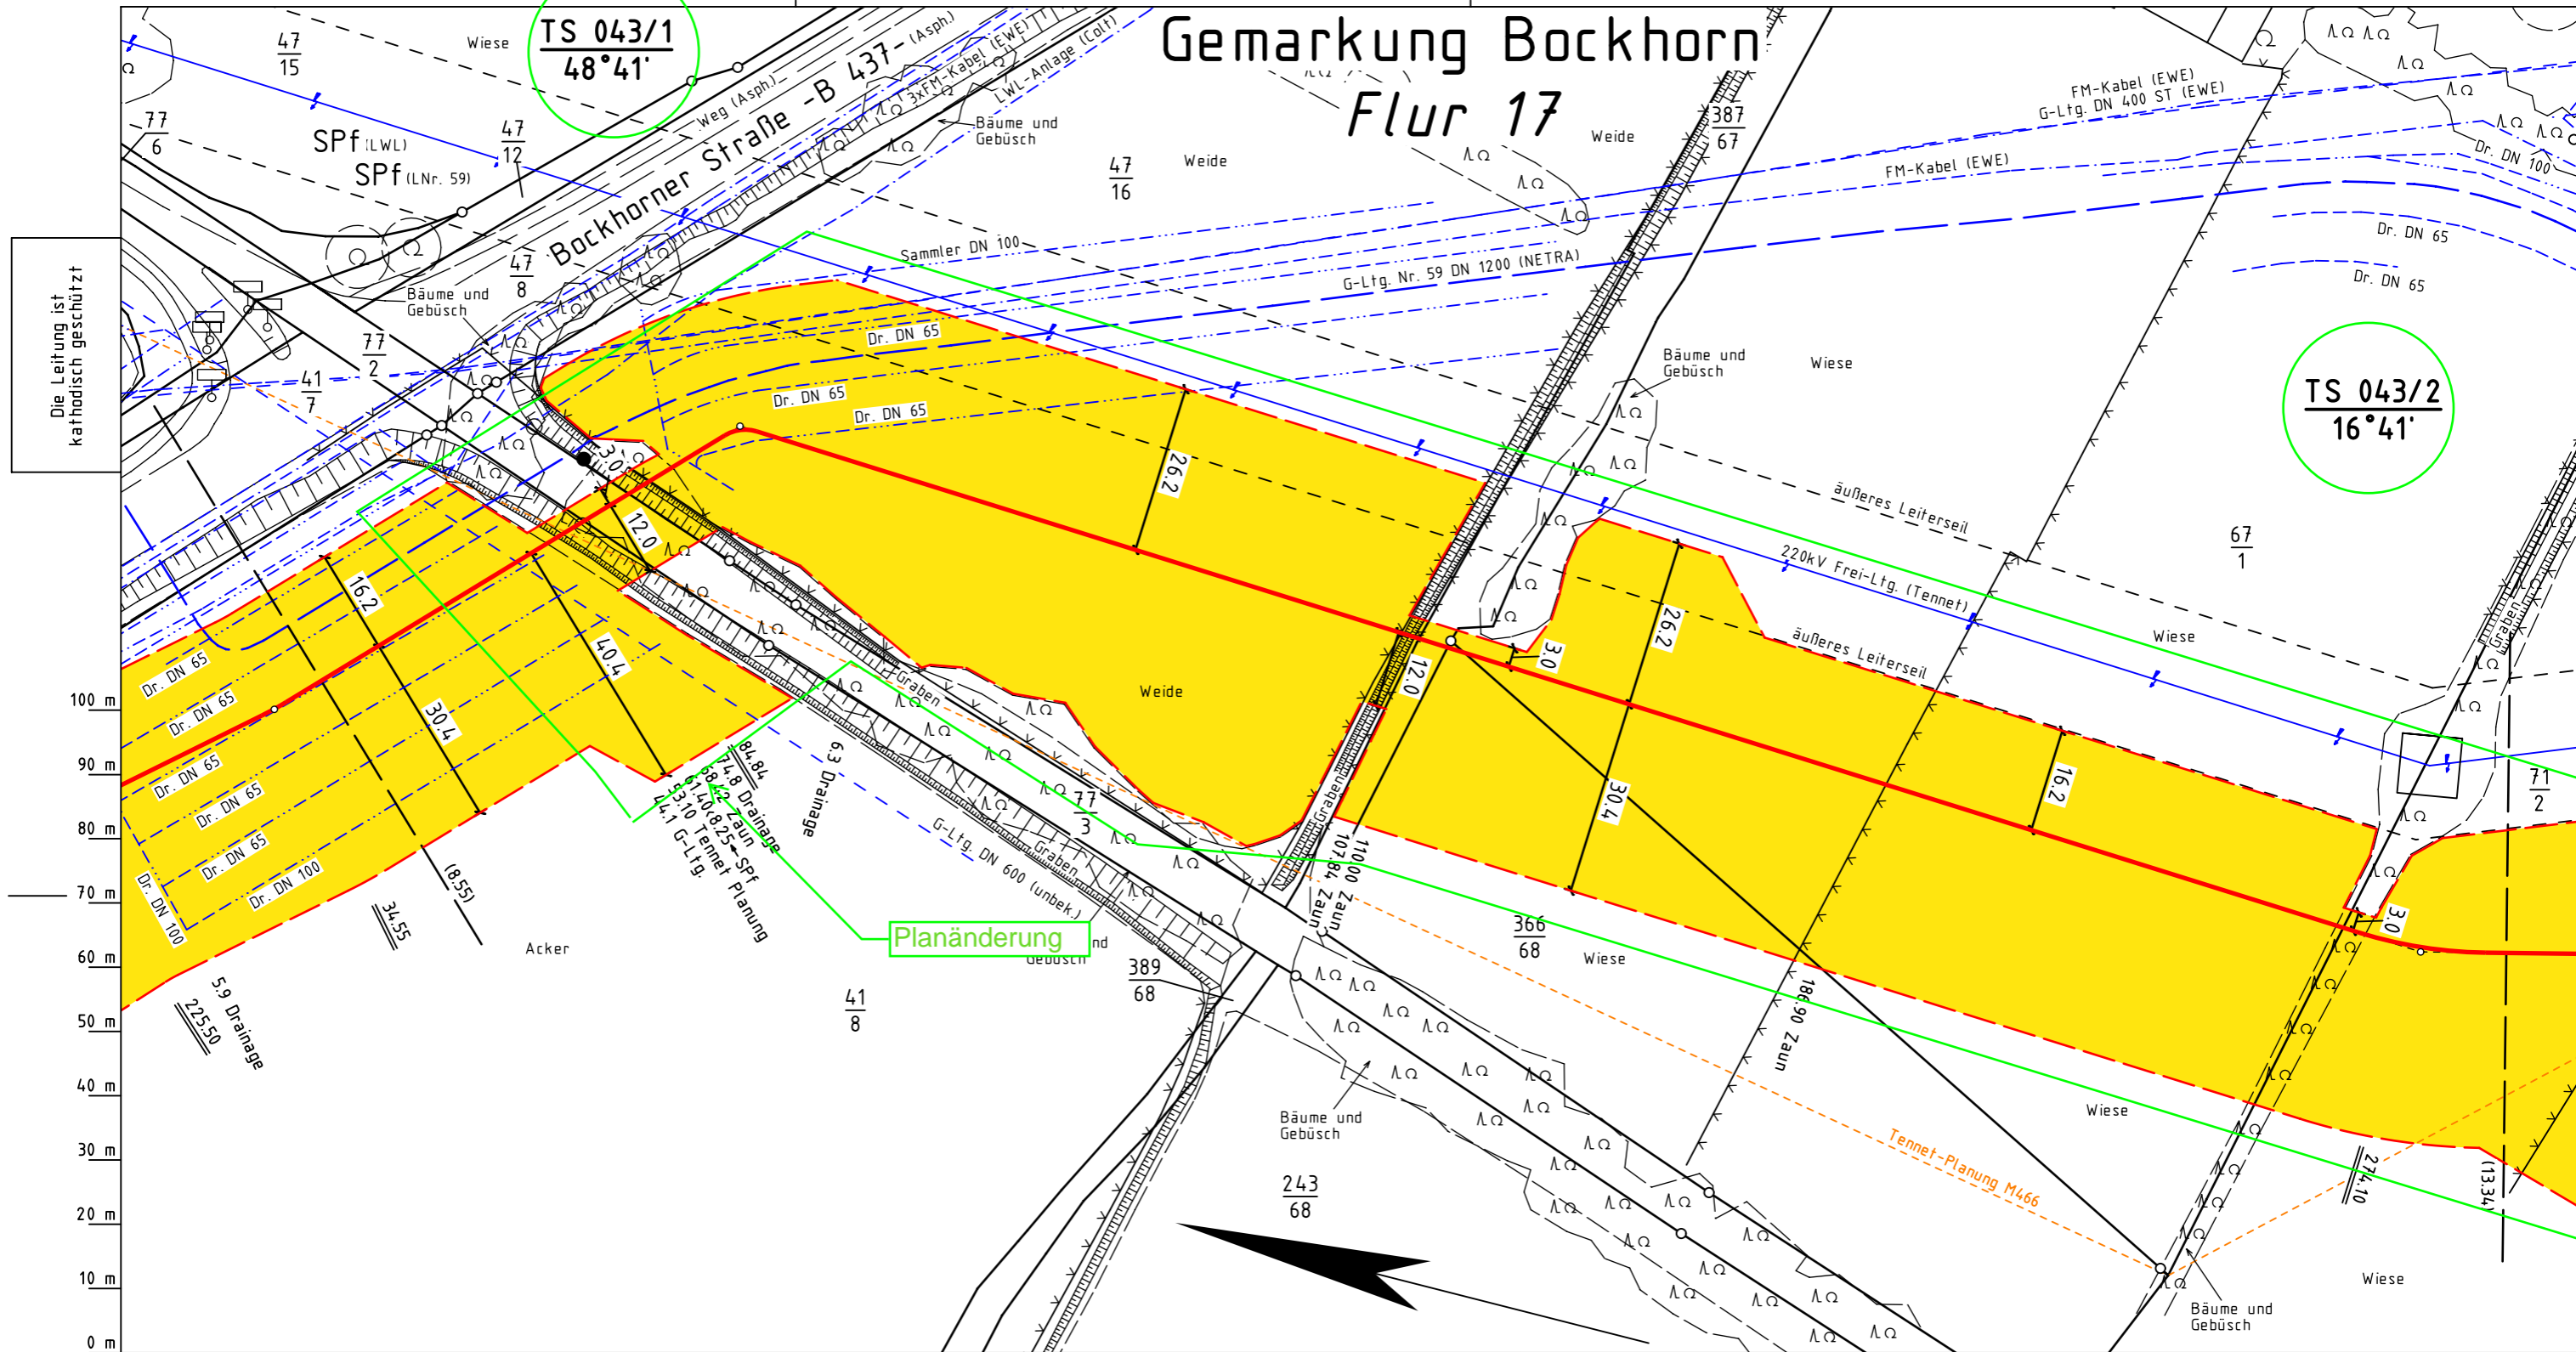 Gemarkung Bockhorn
Flur 17
TS 043/1
48°41'
TS 043/2
16°41'
47
15
Wiese
77
6
SPf (LWL)
SPf (LNr. 59)
47
12
Weg (Asph.)
Bockhorner Straße -B 437- (Asph.)
3xFM-Kabel (EWE)
LWL-Anlage (Colt)
Bäume und
Gebüsch
47
16
Weide
Weide
387
67
FM-Kabel (EWE)
G-Ltg. DN 400 ST (EWE)
FM-Kabel (EWE)
Dr. DN 100
Dr. DN 65
Dr. DN 65
47
8
Bäume und
Gebüsch
Sammler DN 100
G-Ltg. Nr. 59 DN 1200 (NETRA)
Die Leitung ist
kathodisch geschützt
77
2
41
7
Dr. DN 65
Dr. DN 65
Dr. DN 65
Bäume und
Gebüsch
Wiese
3.0
26.2
12.0
äußeres Leiterseil
220kV Frei-Ltg. (Tennet)
äußeres Leiterseil
67
1
Wiese
Graben
16.2
40.4
30.4
26.2
3.0
12.0
30.4
16.2
3.0
Weide
Graben
Graben
Graben
Dr. DN 65
Dr. DN 65
Dr. DN 65
Dr. DN 65
Dr. DN 65
Dr. DN 100
Dr. DN 100
100 m
90 m
80 m
70 m
60 m
50 m
40 m
30 m
20 m
10 m
0 m
84.84
74.8 Drainage
68.42 Zaun
61.40<8.25 SPf
53.10 Tennet Planung
44.1 G-Ltg.
6.3 Drainage
G-Ltg. DN 600 (unbek.)
77
3
110.00 Zaun
107.84 Zaun
71
2
(8.55)
34.55
5.9 Drainage
225.50
Acker
Planänderung
nd
Gebüsch
41
8
389
68
366
68
Wiese
186.90 Zaun
Bäume und
Gebüsch
243
68
Tennet-Planung M466
Wiese
274.10
(13.34)
Wiese
Bäume und
Gebüsch